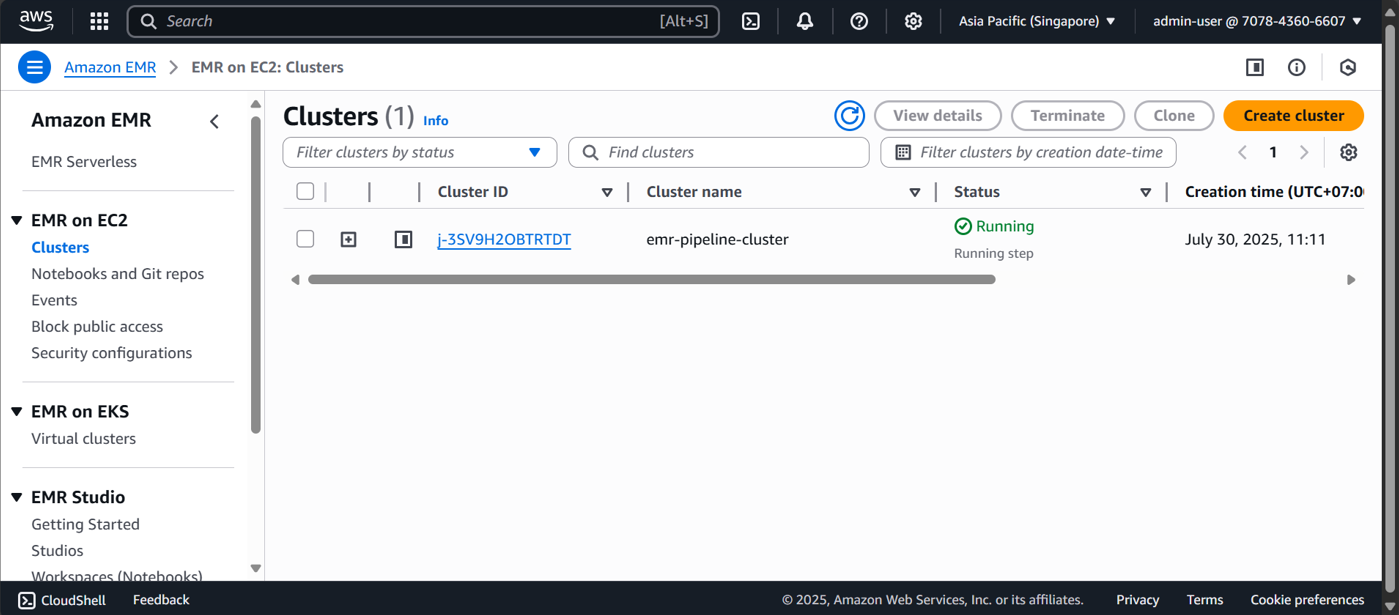 aws
Search [Alt+S]
Asia Pacific (Singapore)
admin-user @ 7078-4360-6607
Amazon EMR
EMR on EC2: Clusters
Amazon EMR
EMR Serverless
EMR on EC2
Clusters
Notebooks and Git repos
Events
Block public access
Security configurations
EMR on EKS
Virtual clusters
EMR Studio
Getting Started
Studios
Workspaces (Notebooks)
Clusters (1) Info
View details
Terminate
Clone
Create cluster
Filter clusters by status
Find clusters
Filter clusters by creation date-time
1
Cluster ID
Cluster name
Status
Creation time (UTC+07:0
j-3SV9H2OBTRTDT
emr-pipeline-cluster
Running
Running step
July 30, 2025, 11:11
CloudShell
Feedback
© 2025, Amazon Web Services, Inc. or its affiliates.
Privacy
Terms
Cookie preferences